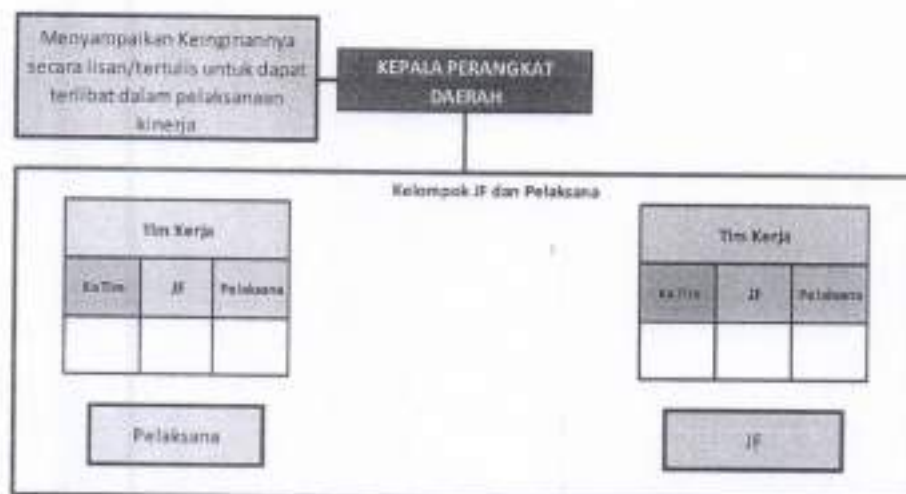 Menyampaikan Keinginannya
secara lisan/tertulis untuk dapat
terlibat dalam pelaksanaan
kinerja
KEPALA PERANGKAT
DAERAH
Kelompok JF dan Pelaksana
Tim Kerja
KaTim JF Pelaksana
Pelaksana
Tim Kerja
KaTim JF Pelaksana
JF